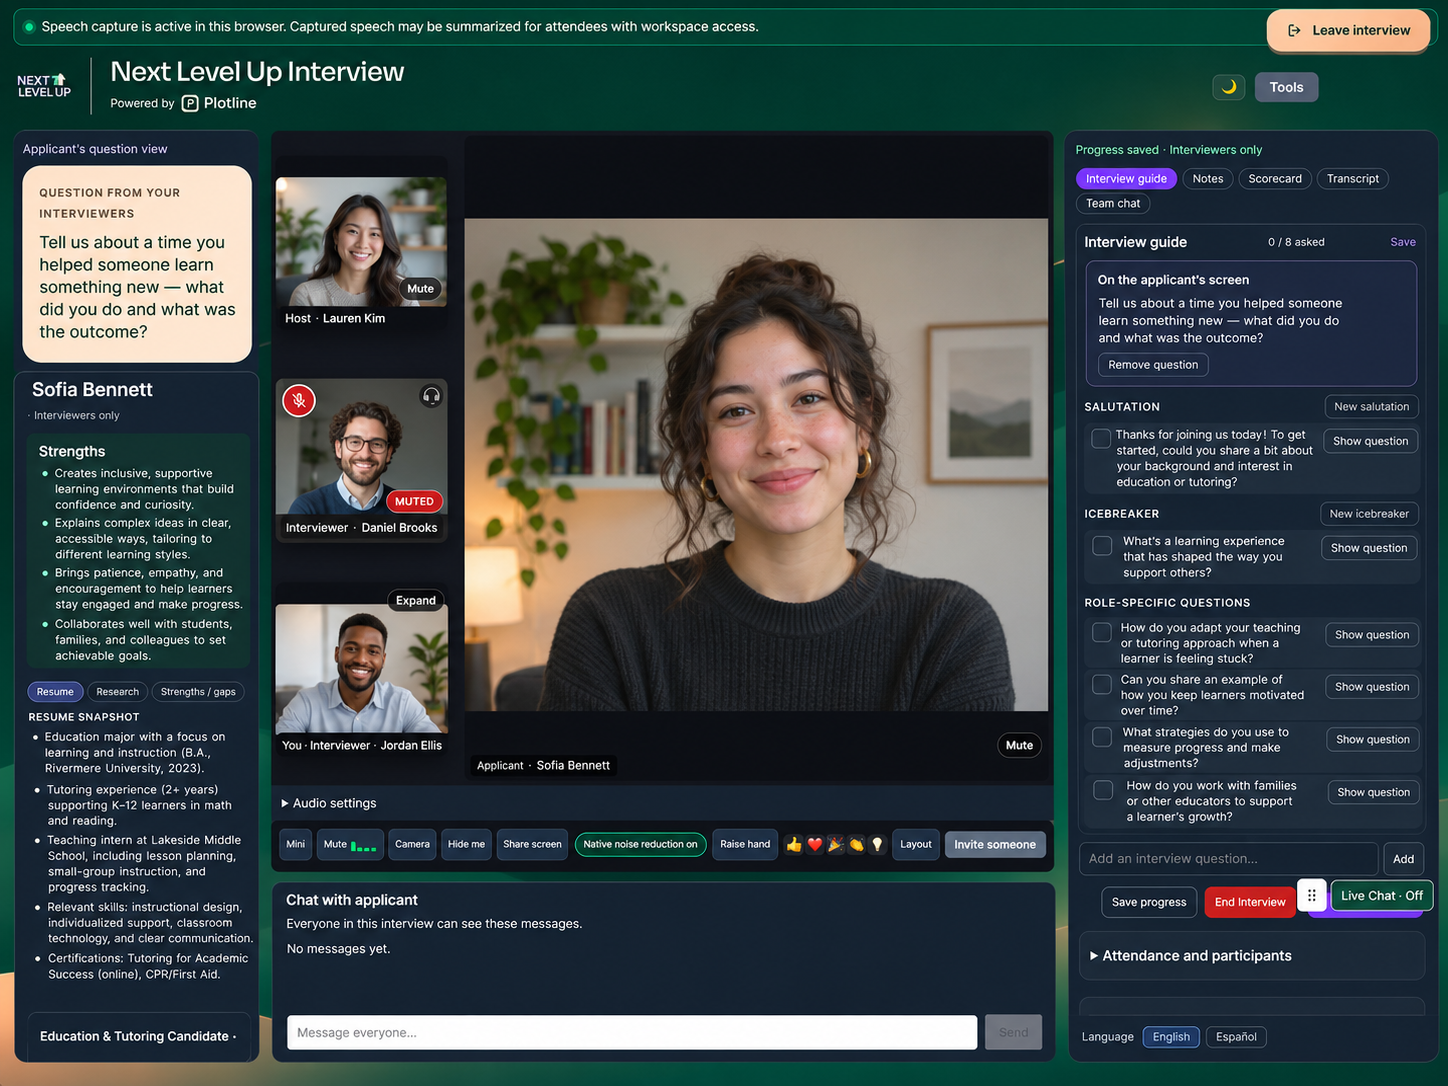 Speech capture is active in this browser. Captured speech may be summarized for attendees with workspace access.
Leave interview
NEXT
LEVEL UP
Next Level Up Interview
Powered by P Plotline
Tools
Applicant's question view
QUESTION FROM YOUR
INTERVIEWERS
Tell us about a time you
helped someone learn
something new — what
did you do and what was
the outcome?
Sofia Bennett
· Interviewers only
Strengths
• Creates inclusive, supportive
learning environments that build
confidence and curiosity.
• Explains complex ideas in clear,
accessible ways, tailoring to
different learning styles.
• Brings patience, empathy, and
encouragement to help learners
stay engaged and make progress.
• Collaborates well with students,
families, and colleagues to set
achievable goals.
Resume
Research
Strengths / gaps
RESUME SNAPSHOT
• Education major with a focus on
learning and instruction (B.A.,
Rivermere University, 2023).
• Tutoring experience (2+ years)
supporting K–12 learners in math
and reading.
• Teaching intern at Lakeside Middle
School, including lesson planning,
small-group instruction, and
progress tracking.
• Relevant skills: instructional design,
individualized support, classroom
technology, and clear communication.
• Certifications: Tutoring for Academic
Success (online), CPR/First Aid.
Education & Tutoring Candidate •
Mute
Host · Lauren Kim
MUTED
Interviewer · Daniel Brooks
Expand
You · Interviewer · Jordan Ellis
Applicant · Sofia Bennett
Mute
▶ Audio settings
Mini
Mute
Camera
Hide me
Share screen
Native noise reduction on
Raise hand
👍 ❤️ 🎉 👏 💡
Layout
Invite someone
Chat with applicant
Everyone in this interview can see these messages.
No messages yet.
Message everyone...
Send
Progress saved · Interviewers only
Interview guide
Notes
Scorecard
Transcript
Team chat
Interview guide
0 / 8 asked
Save
On the applicant's screen
Tell us about a time you helped someone
learn something new — what did you do
and what was the outcome?
Remove question
SALUTATION
New salutation
Thanks for joining us today! To get
started, could you share a bit about
your background and interest in
education or tutoring?
Show question
ICEBREAKER
New icebreaker
What's a learning experience
that has shaped the way you
support others?
Show question
ROLE-SPECIFIC QUESTIONS
How do you adapt your teaching
or tutoring approach when a
learner is feeling stuck?
Show question
Can you share an example of
how you keep learners motivated
over time?
Show question
What strategies do you use to
measure progress and make
adjustments?
Show question
How do you work with families
or other educators to support
a learner's growth?
Show question
Add an interview question...
Add
Save progress
End Interview
Live Chat · Off
▶ Attendance and participants
Language
English
Español